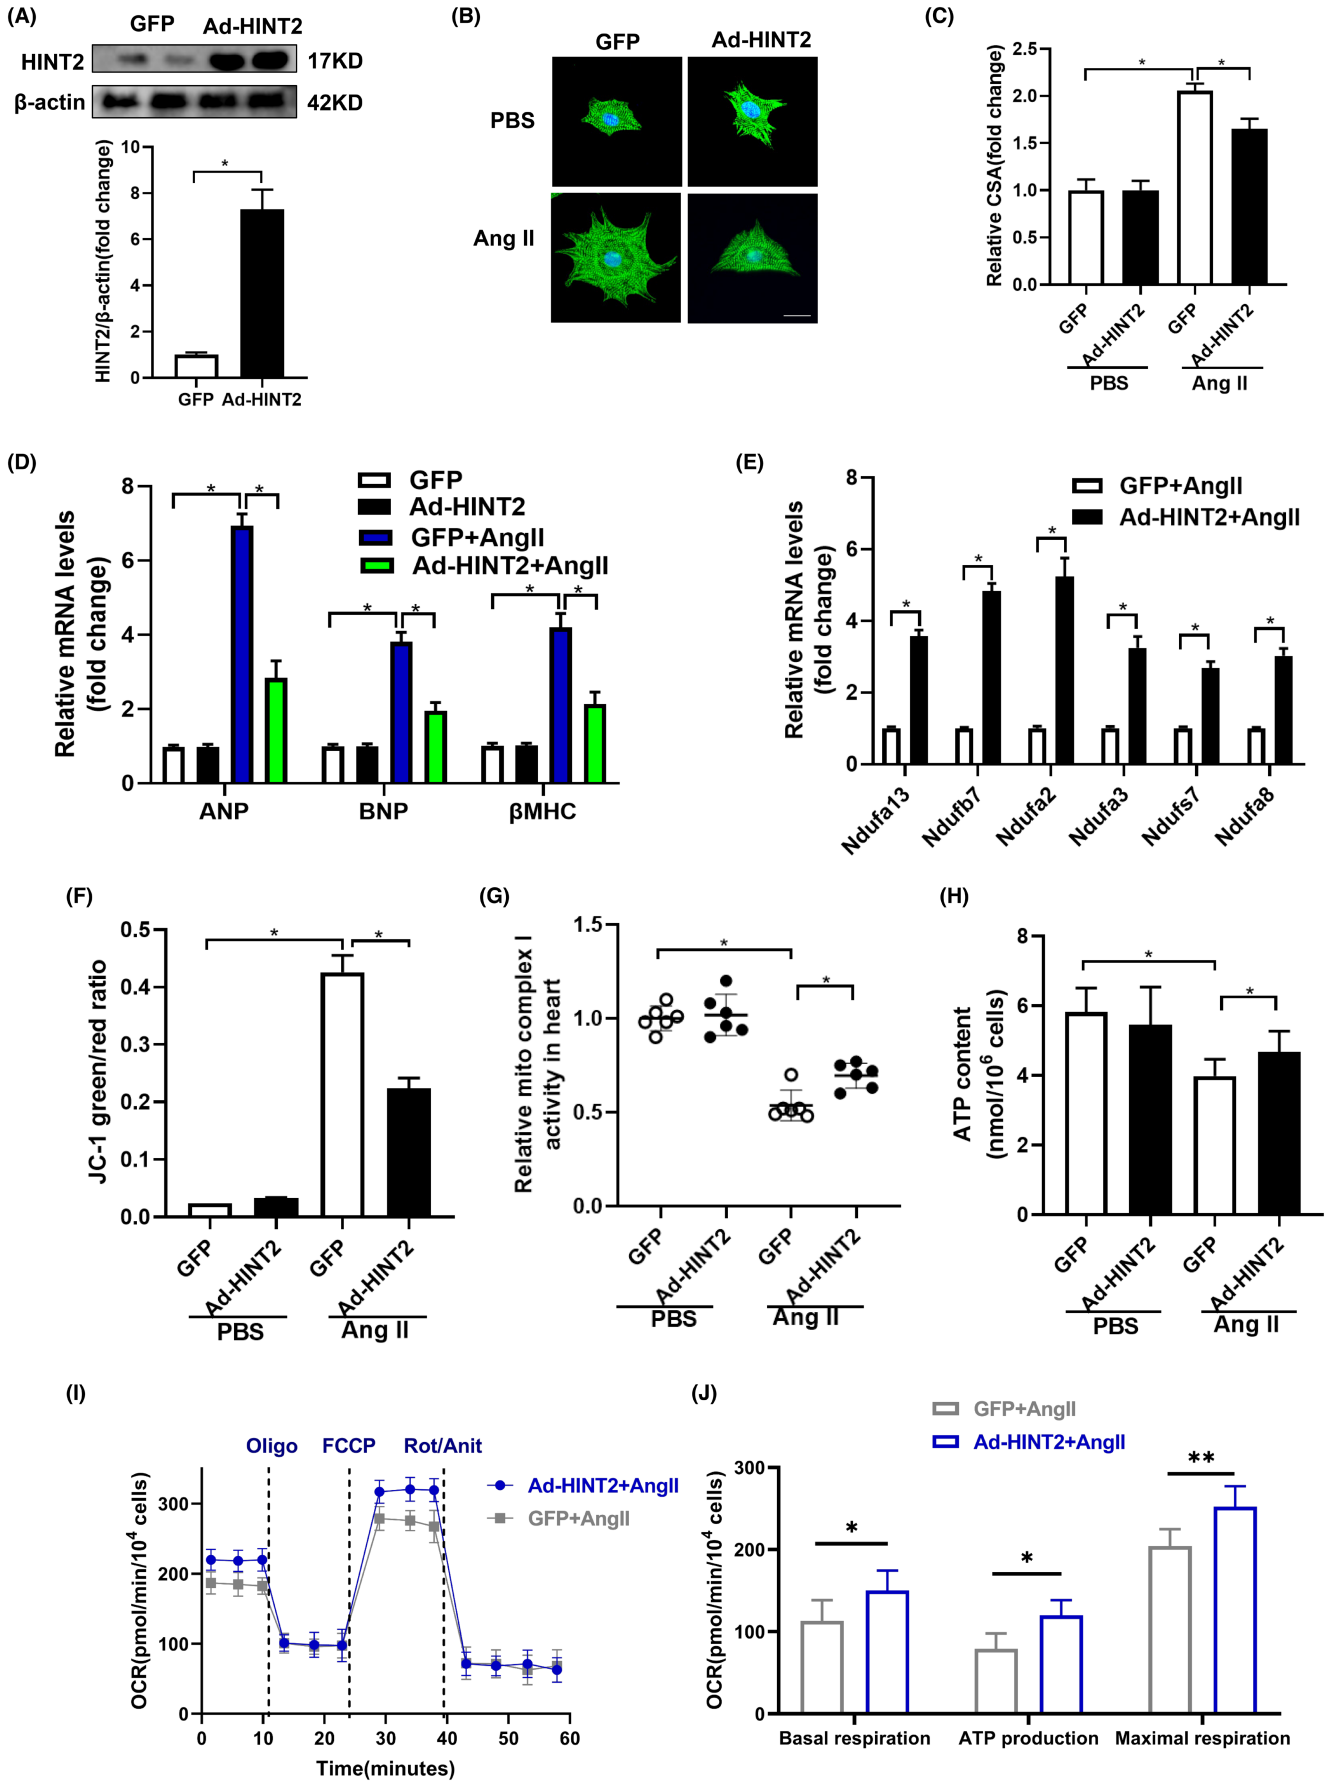 (A)
GFP Ad-HINT2
HINT2 17KD
β-actin 42KD
HINT2/β-actin(fold change)
10
8
6
4
2
0
*
GFP Ad-HINT2
(B)
GFP Ad-HINT2
PBS
Ang II
(C)
Relative CSA(fold change)
2.5
2.0
1.5
1.0
0.5
0.0
* *
GFP Ad-HINT2 GFP Ad-HINT2
PBS Ang II
(D)
Relative mRNA levels
(fold change)
8
6
4
2
0
GFP
Ad-HINT2
GFP+AngII
Ad-HINT2+AngII
* * * * * *
ANP BNP βMHC
(E)
Relative mRNA levels
(fold change)
8
6
4
2
0
GFP+AngII
Ad-HINT2+AngII
* * * * * *
Ndufa13 Ndufb7 Ndufa2 Ndufa3 Ndufs7 Ndufa8
(F)
JC-1 green/red ratio
0.5
0.4
0.3
0.2
0.1
0.0
* *
GFP Ad-HINT2 GFP Ad-HINT2
PBS Ang II
(G)
Relative mito complex I
activity in heart
1.5
1.0
0.5
0.0
* *
GFP Ad-HINT2 GFP Ad-HINT2
PBS Ang II
(H)
ATP content
(nmol/10⁶ cells)
8
6
4
2
0
* *
GFP Ad-HINT2 GFP Ad-HINT2
PBS Ang II
(I)
Oligo FCCP Rot/Anit
Ad-HINT2+AngII
GFP+AngII
OCR(pmol/min/10⁴ cells)
300
200
100
0
0 10 20 30 40 50 60
Time(minutes)
(J)
GFP+AngII
Ad-HINT2+AngII
OCR(pmol/min/10⁴ cells)
300
200
100
0
* * **
Basal respiration ATP production Maximal respiration